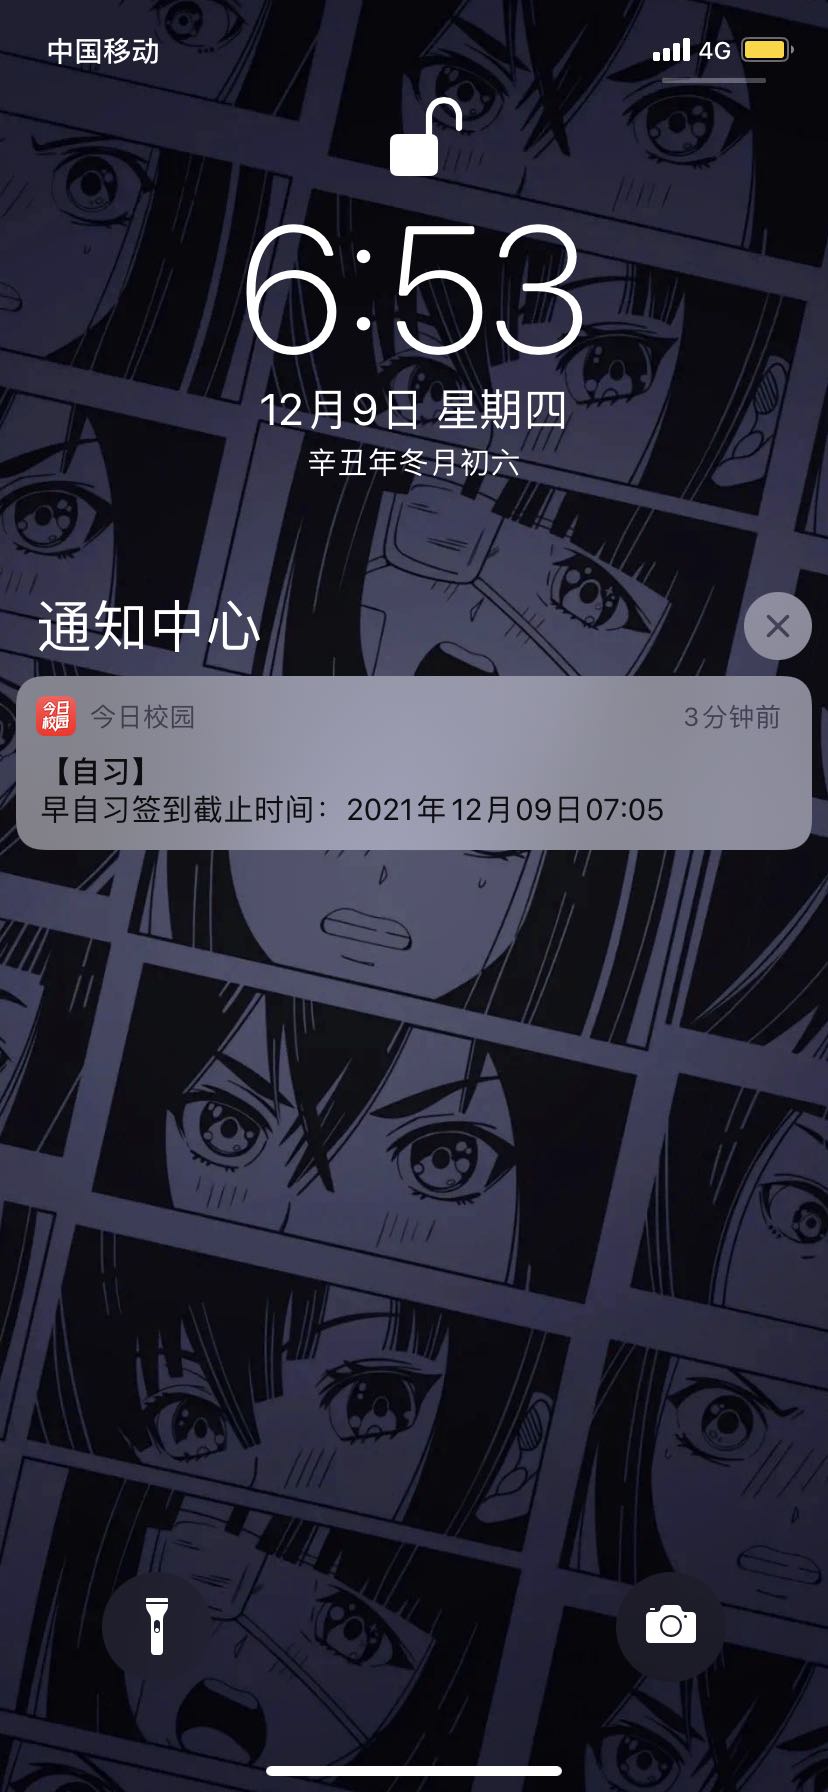 中国移动 4G
6:53
12月9日 星期四
辛丑年冬月初六
通知中心
今日校园 今日校园 3分钟前
【自习】
早自习签到截止时间：2021年12月09日07:05